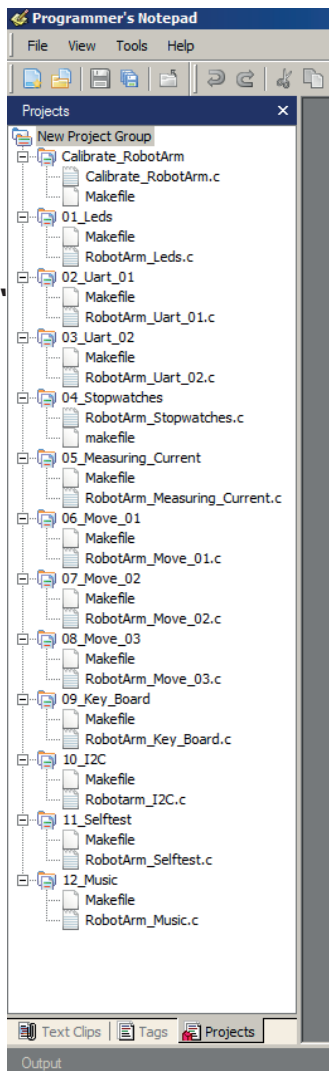 Programmer's Notepad
File View Tools Help
Projects
New Project Group
Calibrate_RobotArm
Calibrate_RobotArm.c
Makefile
01_Leds
Makefile
RobotArm_Leds.c
02_Uart_01
Makefile
RobotArm_Uart_01.c
03_Uart_02
Makefile
RobotArm_Uart_02.c
04_Stopwatches
RobotArm_Stopwatches.c
makefile
05_Measuring_Current
Makefile
RobotArm_Measuring_Current.c
06_Move_01
Makefile
RobotArm_Move_01.c
07_Move_02
Makefile
RobotArm_Move_02.c
08_Move_03
Makefile
RobotArm_Move_03.c
09_Key_Board
Makefile
RobotArm_Key_Board.c
10_I2C
Makefile
Robotarm_I2C.c
11_Selftest
Makefile
RobotArm_Selftest.c
12_Music
Makefile
RobotArm_Music.c
Text Clips Tags Projects
Output